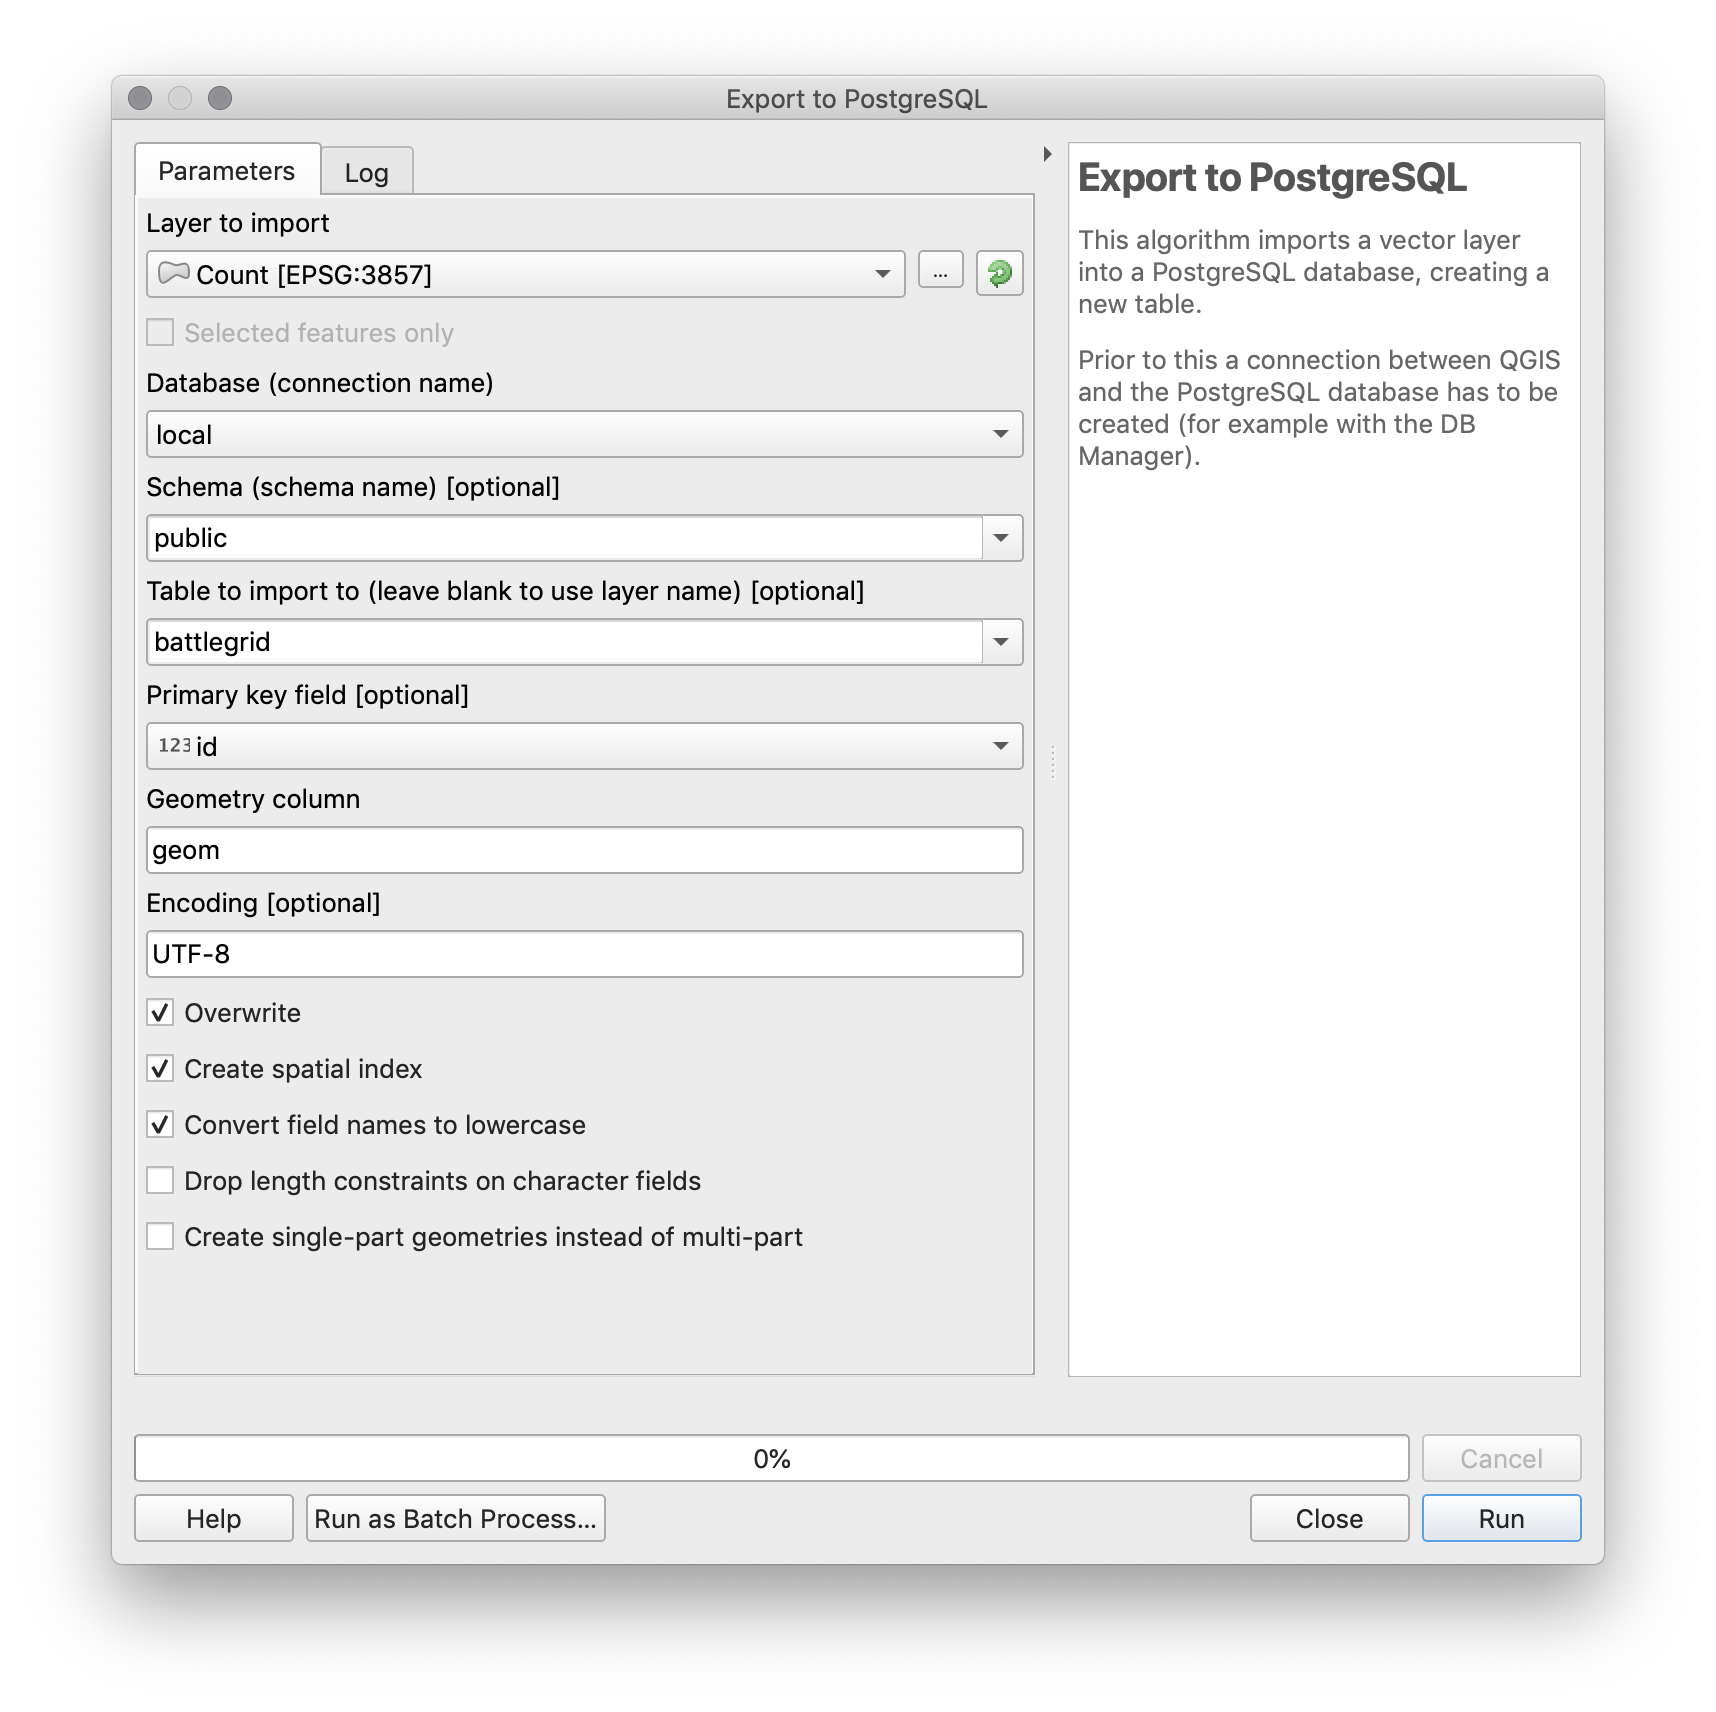 Export to PostgreSQL
Parameters
Log
Layer to import
Count [EPSG:3857]
...
Selected features only
Database (connection name)
local
Schema (schema name) [optional]
public
Table to import to (leave blank to use layer name) [optional]
battlegrid
Primary key field [optional]
123 id
Geometry column
geom
Encoding [optional]
UTF-8
Overwrite
Create spatial index
Convert field names to lowercase
Drop length constraints on character fields
Create single-part geometries instead of multi-part
Export to PostgreSQL
This algorithm imports a vector layer
into a PostgreSQL database, creating a
new table.
Prior to this a connection between QGIS
and the PostgreSQL database has to be
created (for example with the DB
Manager).
0%
Cancel
Help
Run as Batch Process...
Close
Run